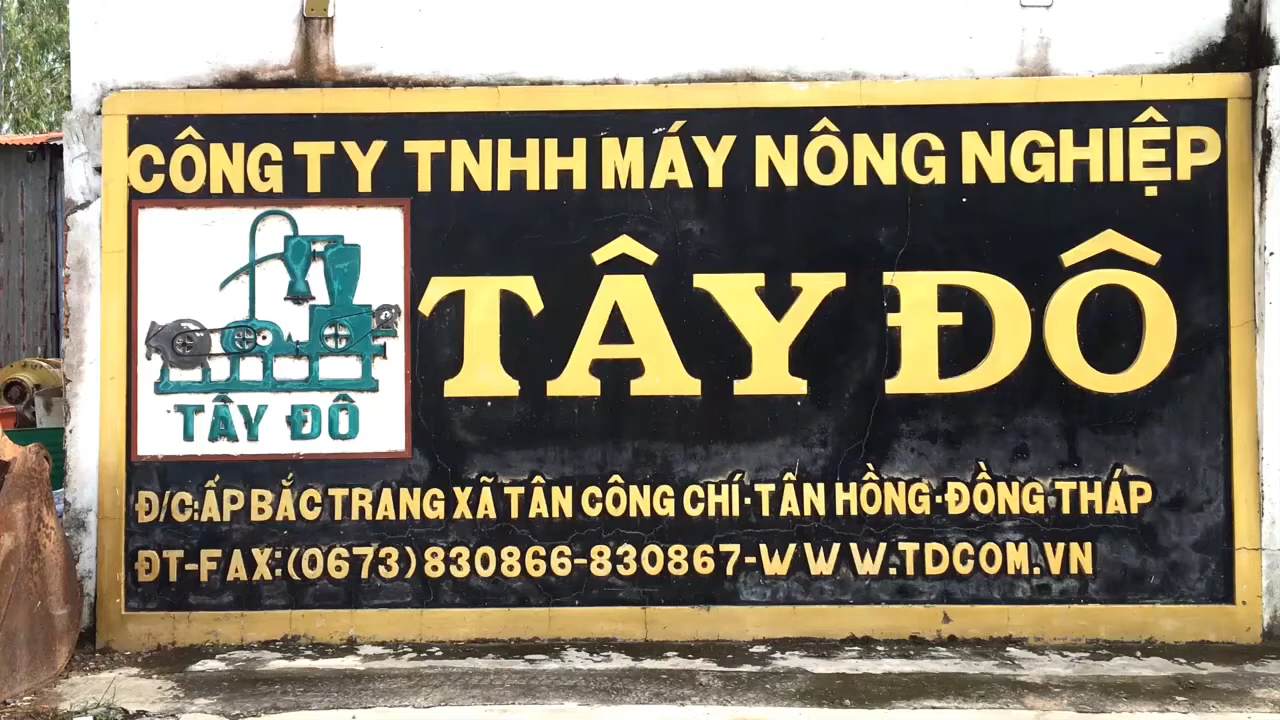 CÔNG TY TNHH MÁY NÔNG NGHIỆP
TÂY ĐÔ
TÂY ĐÔ
Đ/C:ẤP BẮC TRANG XÃ TÂN CÔNG CHÍ·TÂN HỒNG·ĐỒNG THÁP
ĐT-FAX:(0673)830866-830867-WWW.TDCOM.VN